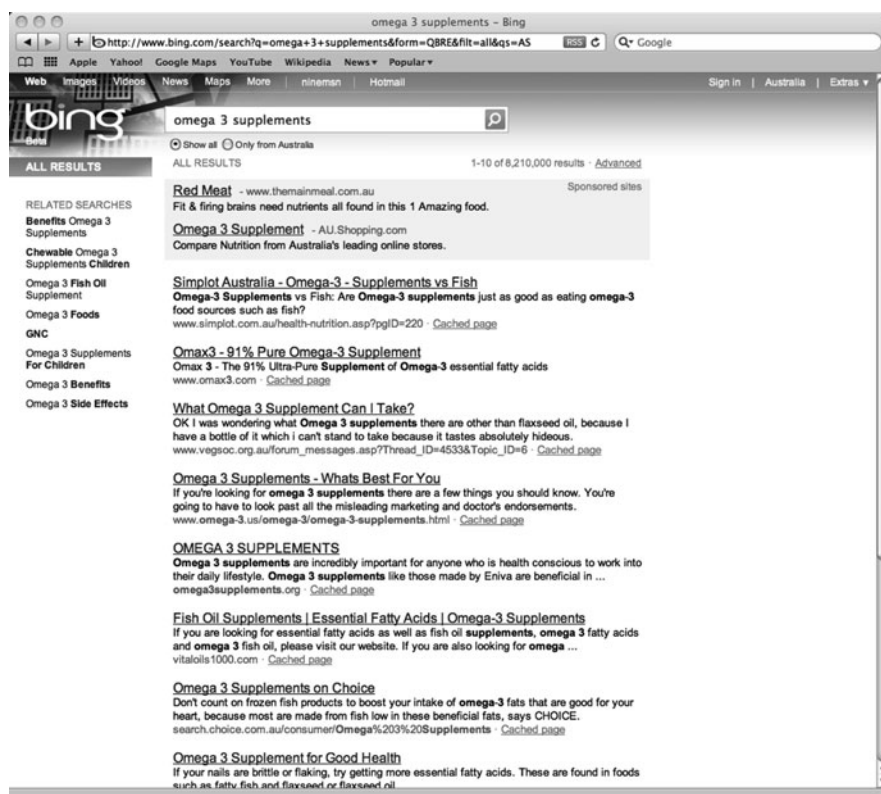 omega 3 supplements – Bing
http://www.bing.com/search?q=omega+3+supplements&form=QBRE&filt=all&qs=AS
RSS
Google
Apple Yahoo! Google Maps YouTube Wikipedia News▾ Popular▾
Web Images Videos News Maps More | ninemsn | Hotmail
Sign in | Australia | Extras ▾
bing
Beta
omega 3 supplements
Show all Only from Australia
ALL RESULTS
RELATED SEARCHES
Benefits Omega 3
Supplements
Chewable Omega 3
Supplements Children
Omega 3 Fish Oil
Supplement
Omega 3 Foods
GNC
Omega 3 Supplements
For Children
Omega 3 Benefits
Omega 3 Side Effects
ALL RESULTS
1-10 of 8,210,000 results · Advanced
Sponsored sites
Red Meat - www.themainmeal.com.au
Fit & firing brains need nutrients all found in this 1 Amazing food.
Omega 3 Supplement - AU.Shopping.com
Compare Nutrition from Australia's leading online stores.
Simplot Australia - Omega-3 - Supplements vs Fish
Omega-3 Supplements vs Fish: Are Omega-3 supplements just as good as eating omega-3
food sources such as fish?
www.simplot.com.au/health-nutrition.asp?pgID=220 · Cached page
Omax3 - 91% Pure Omega-3 Supplement
Omax 3 - The 91% Ultra-Pure Supplement of Omega-3 essential fatty acids
www.omax3.com · Cached page
What Omega 3 Supplement Can I Take?
OK I was wondering what Omega 3 supplements there are other than flaxseed oil, because I
have a bottle of it which i can't stand to take because it tastes absolutely hideous.
www.vegsoc.org.au/forum_messages.asp?Thread_ID=4533&Topic_ID=6 · Cached page
Omega 3 Supplements - Whats Best For You
If you're looking for omega 3 supplements there are a few things you should know. You're
going to have to look past all the misleading marketing and doctor's endorsements.
www.omega-3.us/omega-3/omega-3-supplements.html · Cached page
OMEGA 3 SUPPLEMENTS
Omega 3 supplements are incredibly important for anyone who is health conscious to work into
their daily lifestyle. Omega 3 supplements like those made by Eniva are beneficial in ...
omega3supplements.org · Cached page
Fish Oil Supplements | Essential Fatty Acids | Omega-3 Supplements
If you are looking for essential fatty acids as well as fish oil supplements, omega 3 fatty acids
and omega 3 fish oil, please visit our website. If you are also looking for omega ...
vitaloils1000.com · Cached page
Omega 3 Supplements on Choice
Don't count on frozen fish products to boost your intake of omega-3 fats that are good for your
heart, because most are made from fish low in these beneficial fats, says CHOICE.
search.choice.com.au/consumer/Omega%203%20Supplements · Cached page
Omega 3 Supplement for Good Health
If your nails are brittle or flaking, try getting more essential fatty acids. These are found in foods
such as fatty fish and flaxseed or flaxseed oil